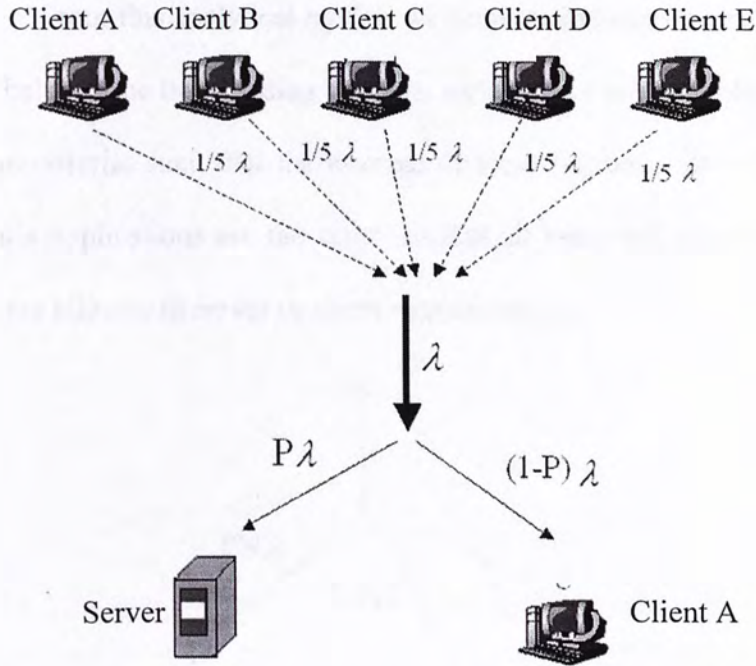 Client A Client B Client C Client D Client E
1/5 λ 1/5 λ 1/5 λ 1/5 λ 1/5 λ
λ
Pλ (1-P) λ
Server Client A